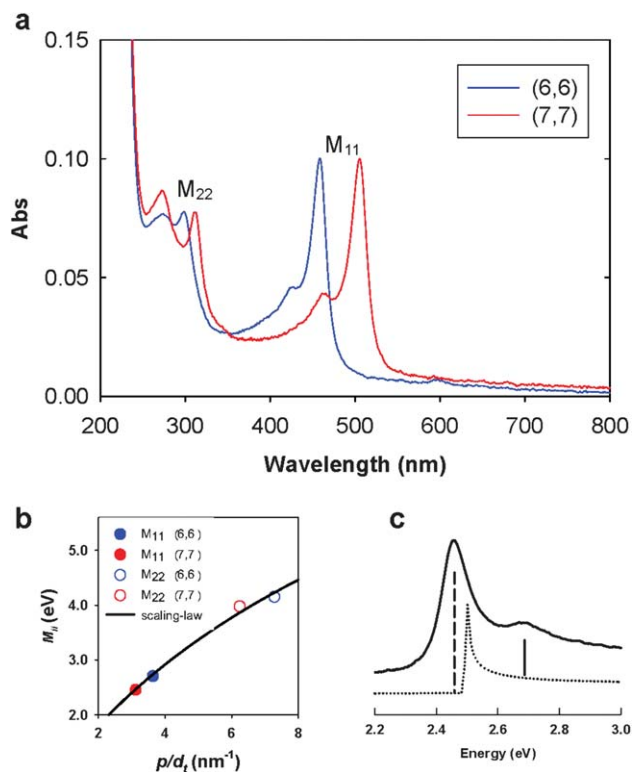 a
0.15
(6,6)
(7,7)
M₁₁
0.10
M₂₂
Abs
0.05
0.00
200 300 400 500 600 700 800
Wavelength (nm)
b
M₁₁ (6,6)
M₁₁ (7,7)
M₂₂ (6,6)
M₂₂ (7,7)
scaling-law
5.0
4.0
3.0
2.0
Mᵢᵢ (eV)
2 4 6 8
p/dₜ (nm⁻¹)
c
2.2 2.4 2.6 2.8 3.0
Energy (eV)